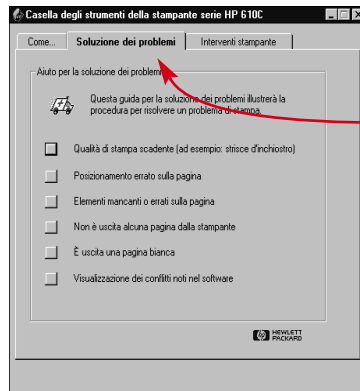 Casella degli strumenti della stampante serie HP 610C
Come... Soluzione dei problemi Interventi stampante
Aiuto per la soluzione dei problemi
Questa guida per la soluzione dei problemi illustrerà la
procedura per risolvere un problema di stampa.
Qualità di stampa scadente (ad esempio: strisce d'inchiostro)
Posizionamento errato sulla pagina
Elementi mancanti o errati sulla pagina
Non è uscita alcuna pagina dalla stampante
È uscita una pagina bianca
Visualizzazione dei conflitti noti nel software
hp HEWLETT
PACKARD